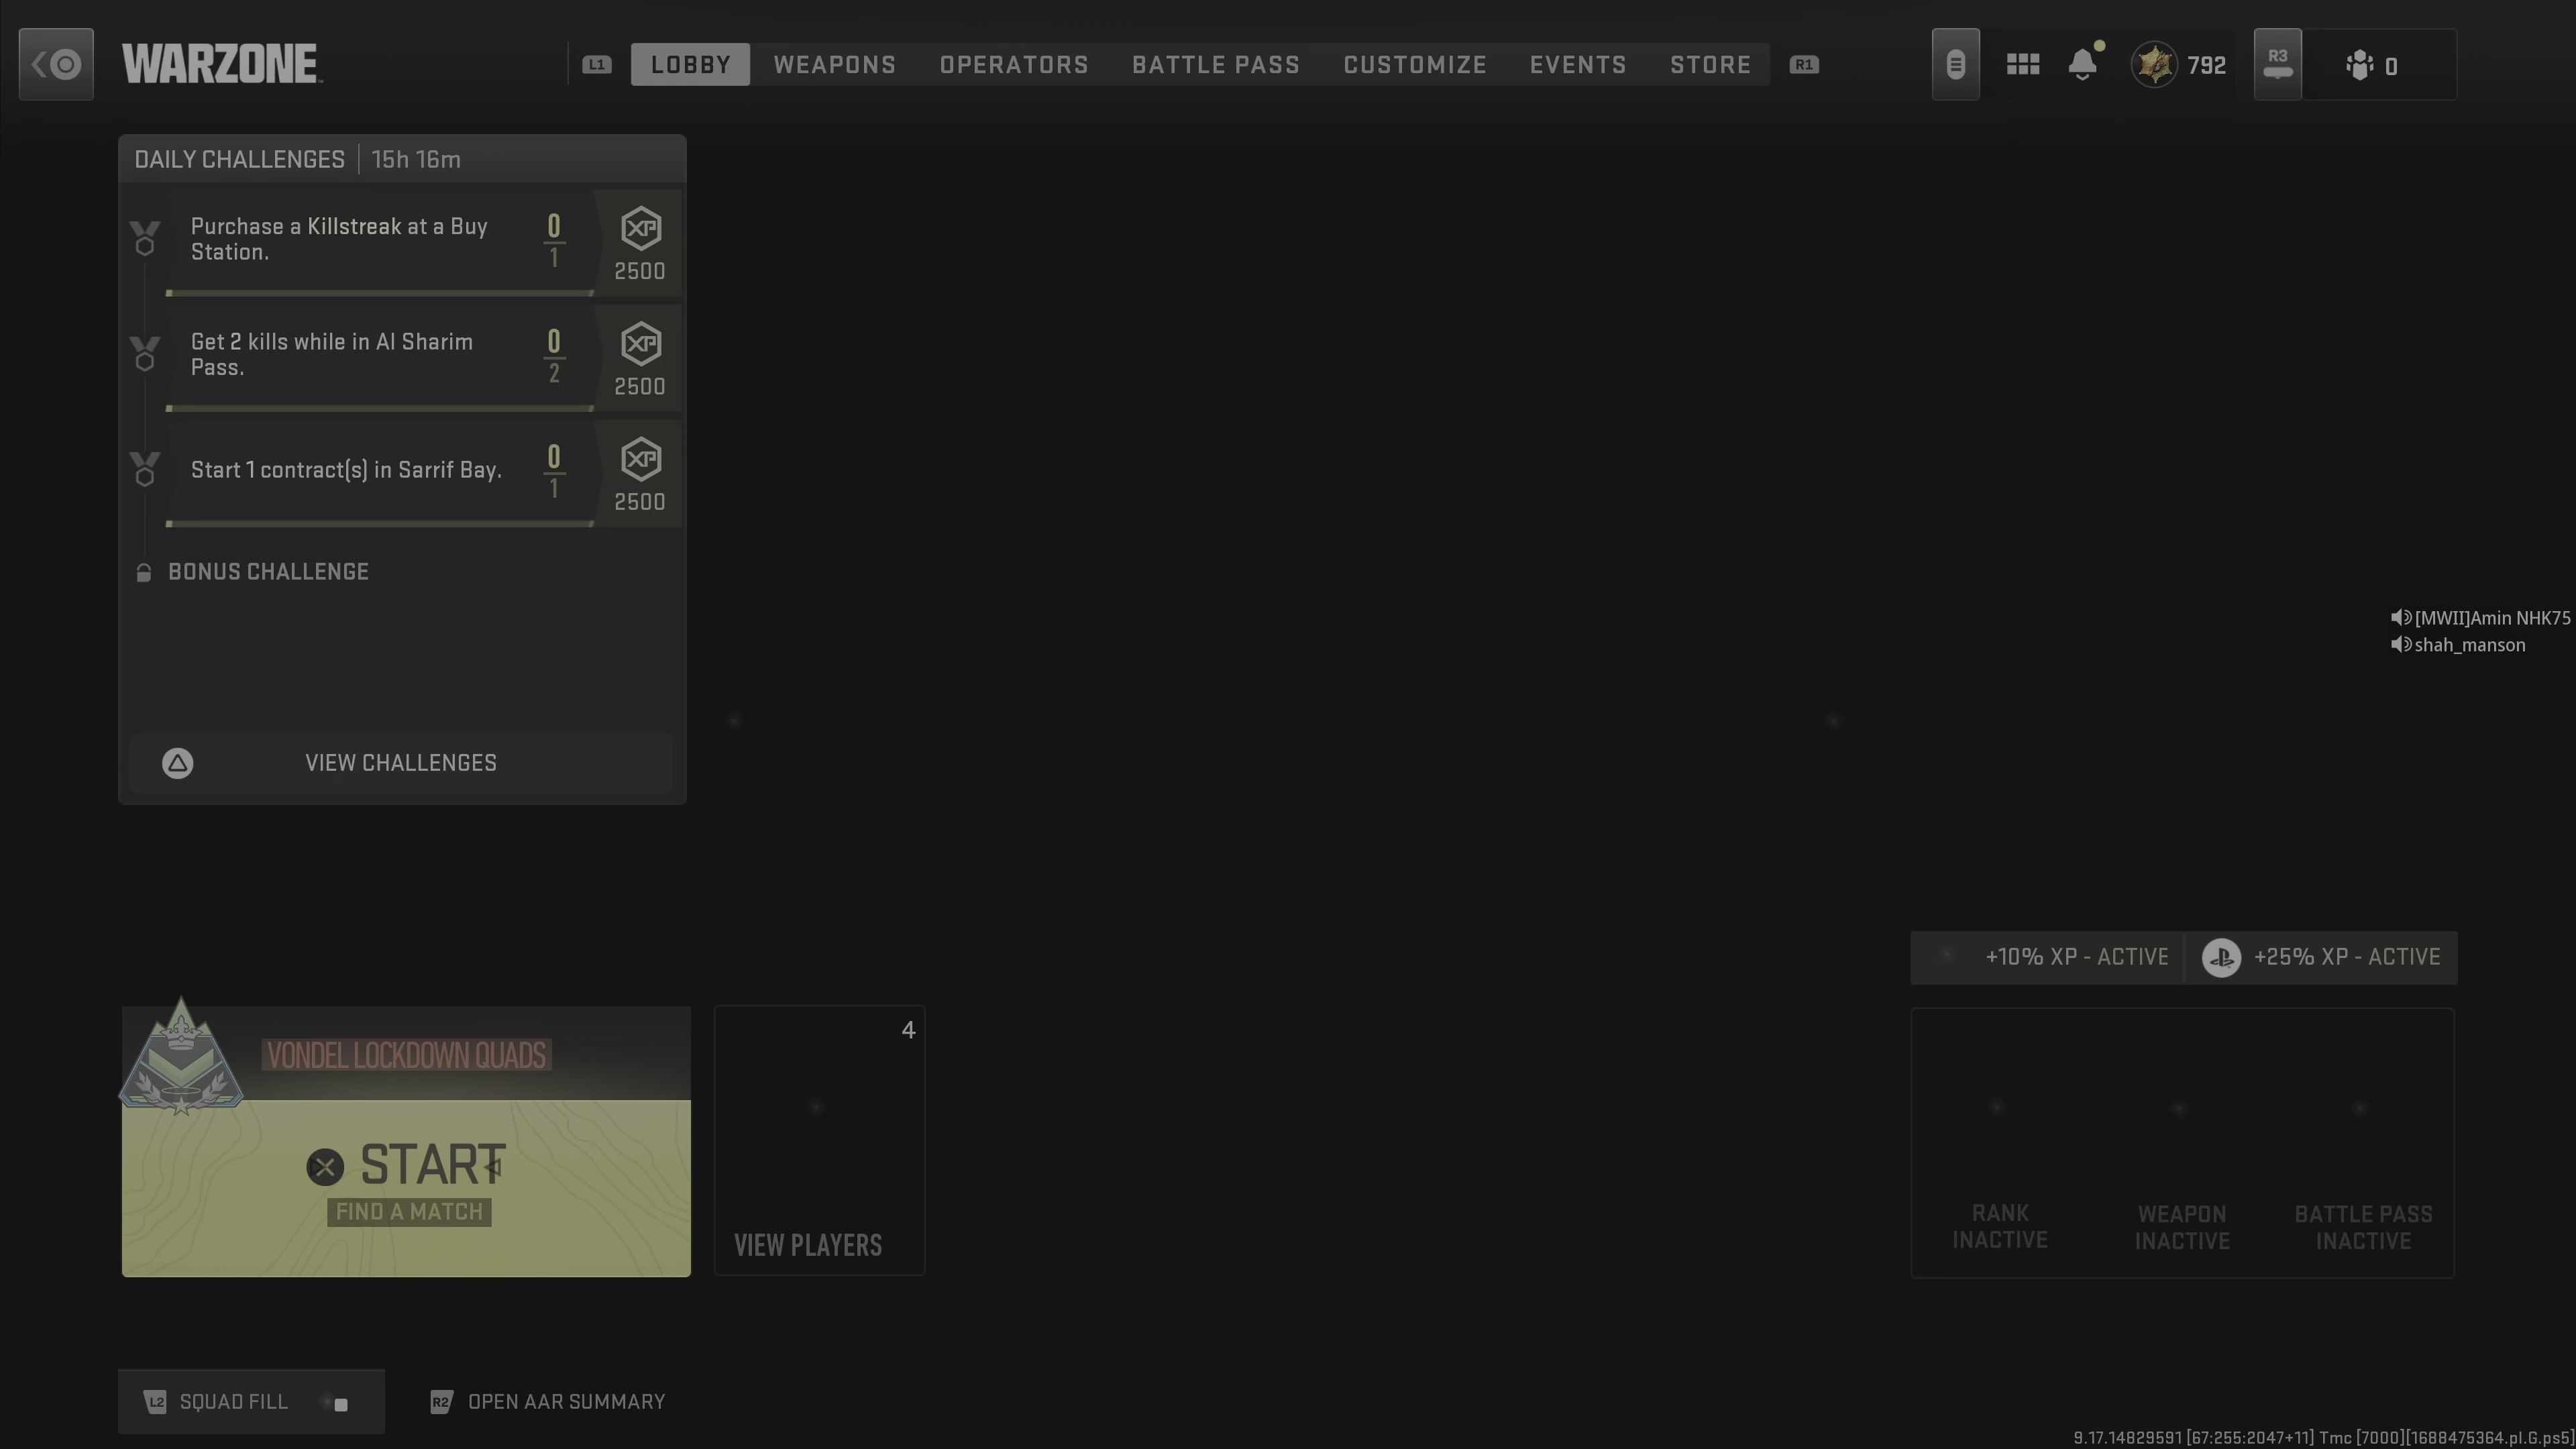 WARZONE
L1
LOBBY
WEAPONS
OPERATORS
BATTLE PASS
CUSTOMIZE
EVENTS
STORE
R1
792
R3
0
DAILY CHALLENGES
15h 16m
Purchase a Killstreak at a Buy
Station.
0
1
XP
2500
Get 2 kills while in Al Sharim
Pass.
0
2
XP
2500
Start 1 contract(s) in Sarrif Bay.
0
1
XP
2500
BONUS CHALLENGE
VIEW CHALLENGES
[MWII]Amin NHK75
shah_manson
+10% XP - ACTIVE
+25% XP - ACTIVE
VONDEL LOCKDOWN QUADS
START
FIND A MATCH
4
VIEW PLAYERS
RANK
INACTIVE
WEAPON
INACTIVE
BATTLE PASS
INACTIVE
L2
SQUAD FILL
R2
OPEN AAR SUMMARY
9.17.14829591 [67:255:2047+11] Tmc [7000][1688475364.pl.G.ps5]